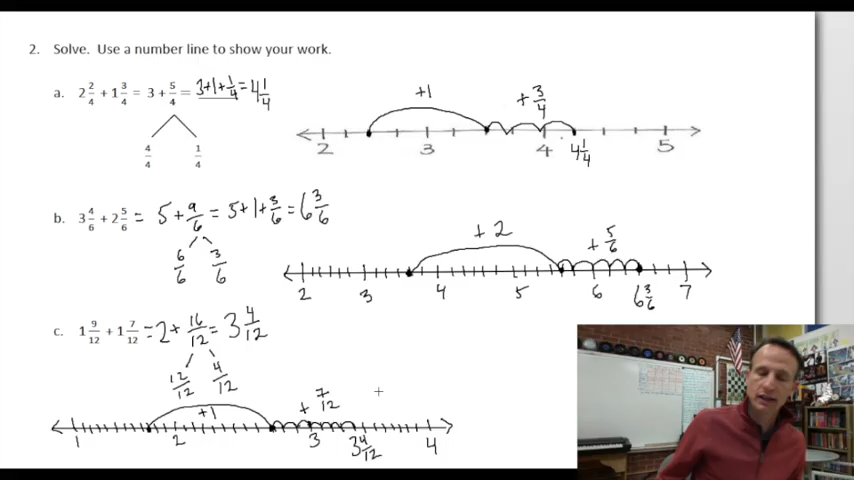 2. Solve. Use a number line to show your work.
a. 2 2/4 + 1 3/4 = 3 + 5/4 = 3+1+1/4 = 4 1/4
4/4 1/4
+1 + 3/4
2 3 4 4 1/4 5
b. 3 4/6 + 2 5/6 = 5 + 9/6 = 5+1+3/6 = 6 3/6
6/6 3/6
+ 2 + 5/6
2 3 4 5 6 6 3/6 7
c. 1 9/12 + 1 7/12 = 2 + 16/12 = 3 4/12
12/12 4/12
+1 + 7/12
1 2 3 3 4/12 4